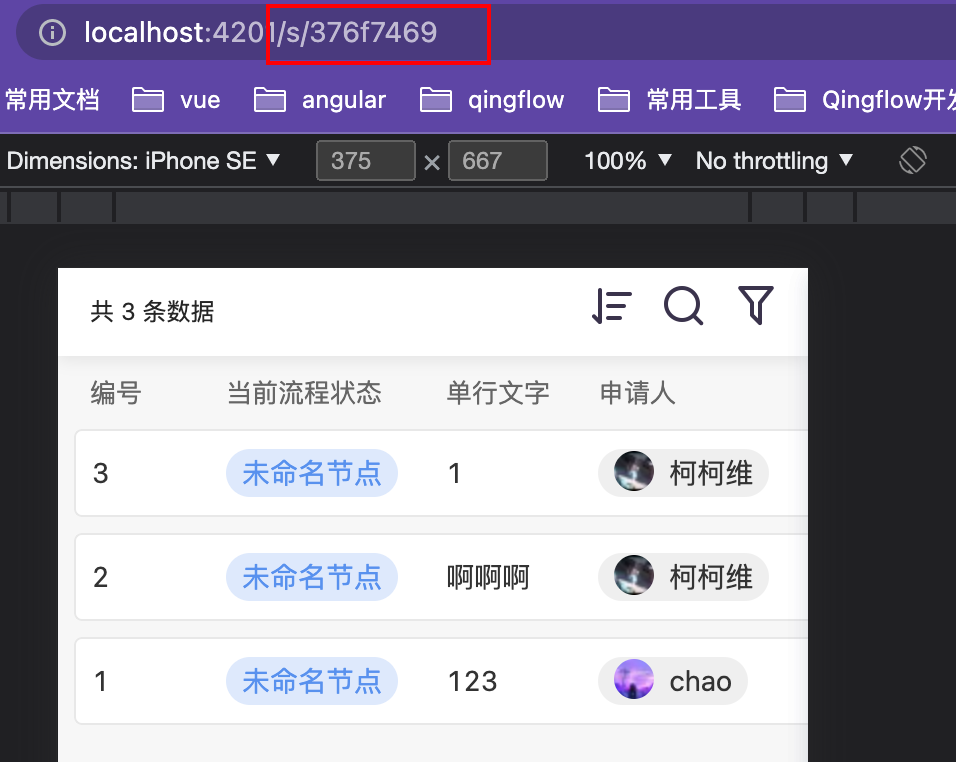 localhost:4201/s/376f7469
常用文档 vue angular qingflow 常用工具 Qingflow开发
Dimensions: iPhone SE 375 × 667 100% No throttling
共 3 条数据
编号 当前流程状态 单行文字 申请人
3 未命名节点 1 柯柯维
2 未命名节点 啊啊啊 柯柯维
1 未命名节点 123 chao